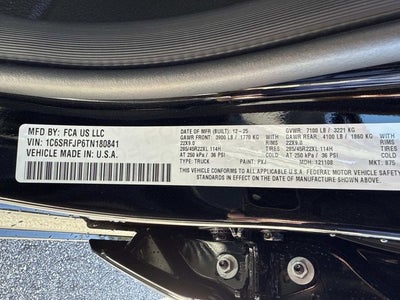 MFD BY: FCA US LLC
VIN: 1C6SRFJP6TN180841
VEHICLE MADE IN: U.S.A.
DATE OF MFR (BUILT): 12-25
GVWR: 7100 LB / 3221 KG
GAWR FRONT: 3900 LB / 1770 KG
GAWR REAR: 4100 LB / 1860 KG
22X9.0
RIMS
22X9.0
RIMS
285/45R22XL 114H
TIRES
285/45R22XL 114H
TIRES
AT 250 kPa/ 36 PSI
AT 250 kPa/ 36 PSI
TYPE: TRUCK
PAINT: PXJ
MDH: 121108
MKT: 875
THIS VEHICLE CONFORMS TO ALL APPLICABLE U.S.A. FEDERAL MOTOR VEHICLE SAFETY
STANDARDS IN EFFECT ON THE DATE OF MANUFACTURE SHOWN ABOVE.